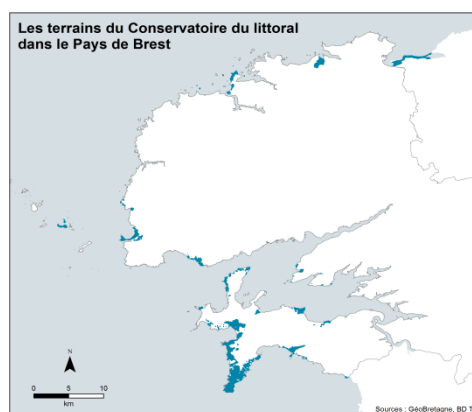 Les terrains du Conservatoire du littoral
dans le Pays de Brest
N
0 5 10
km
Sources : GéoBretagne, BD T